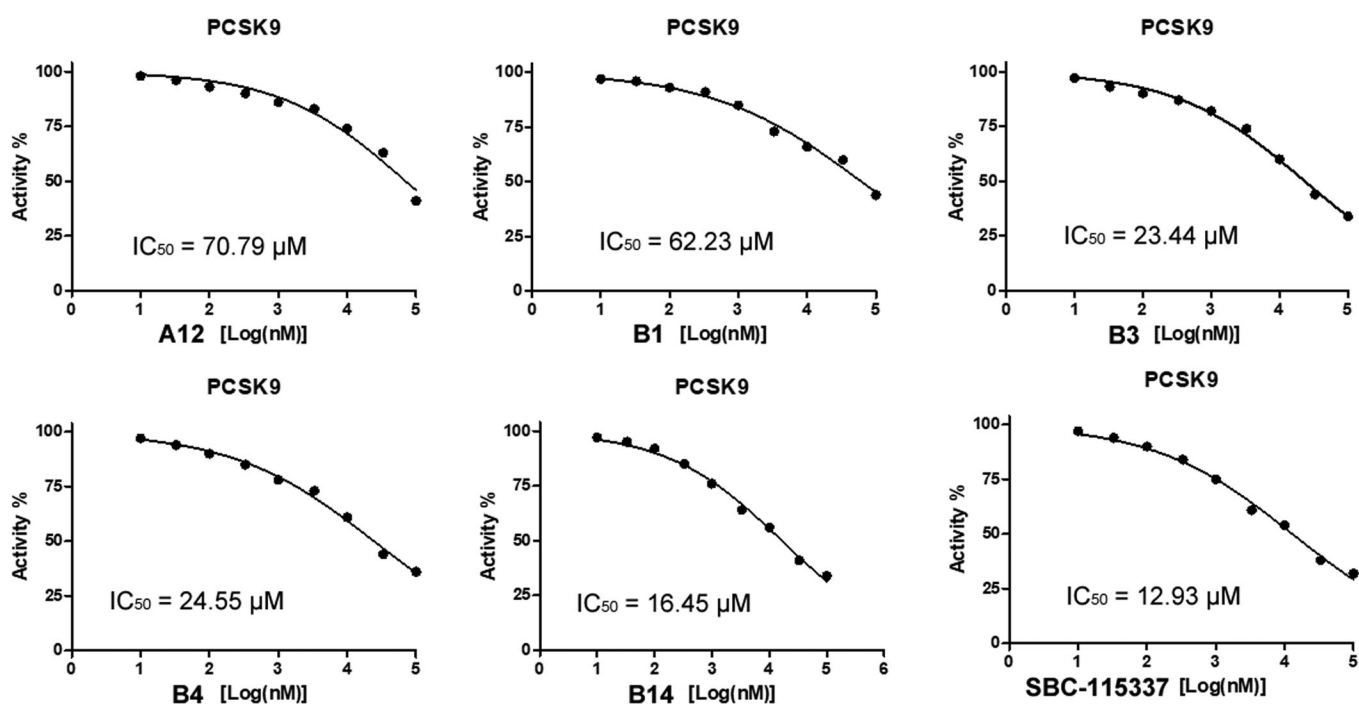 PCSK9
100
75
50
25
0
Activity %
IC50 = 70.79 µM
0 1 2 3 4 5
A12 [Log(nM)]
PCSK9
100
75
50
25
0
Activity %
IC50 = 62.23 µM
0 1 2 3 4 5
B1 [Log(nM)]
PCSK9
100
75
50
25
0
Activity %
IC50 = 23.44 µM
0 1 2 3 4 5
B3 [Log(nM)]
PCSK9
100
75
50
25
0
Activity %
IC50 = 24.55 µM
0 1 2 3 4 5
B4 [Log(nM)]
PCSK9
100
75
50
25
0
Activity %
IC50 = 16.45 µM
0 1 2 3 4 5 6
B14 [Log(nM)]
PCSK9
100
75
50
25
0
Activity %
IC50 = 12.93 µM
0 1 2 3 4 5
SBC-115337 [Log(nM)]